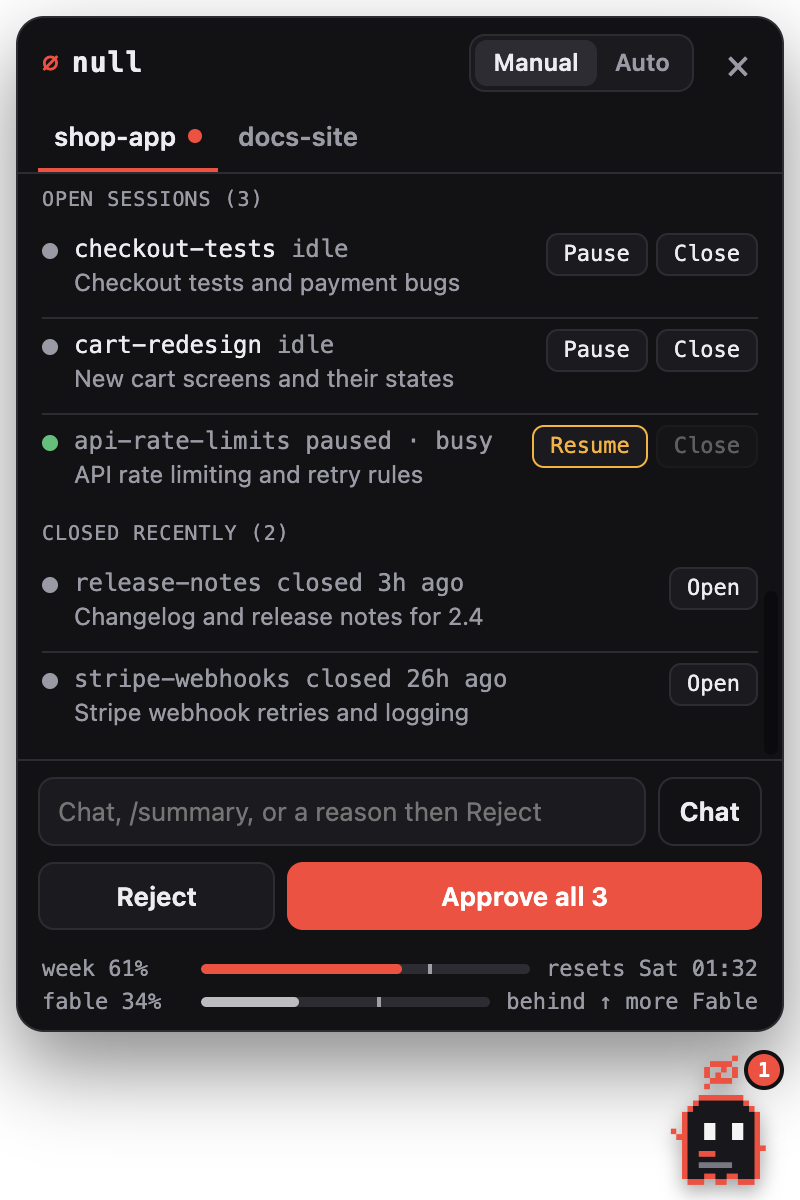 ø null
Manual Auto ×
shop-app docs-site
OPEN SESSIONS (3)
checkout-tests idle Pause Close
Checkout tests and payment bugs
cart-redesign idle Pause Close
New cart screens and their states
api-rate-limits paused · busy Resume Close
API rate limiting and retry rules
CLOSED RECENTLY (2)
release-notes closed 3h ago Open
Changelog and release notes for 2.4
stripe-webhooks closed 26h ago Open
Stripe webhook retries and logging
Chat, /summary, or a reason then Reject Chat
Reject Approve all 3
week 61% resets Sat 01:32
fable 34% behind ↑ more Fable
1